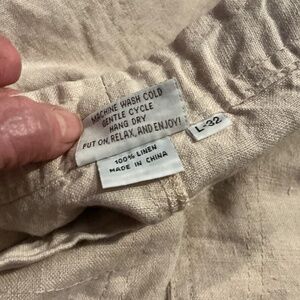 MACHINE WASH COLD
GENTLE CYCLE
HANG DRY
PUT ON, RELAX, AND ENJOY!
L-32
100% LINEN
MADE IN CHINA